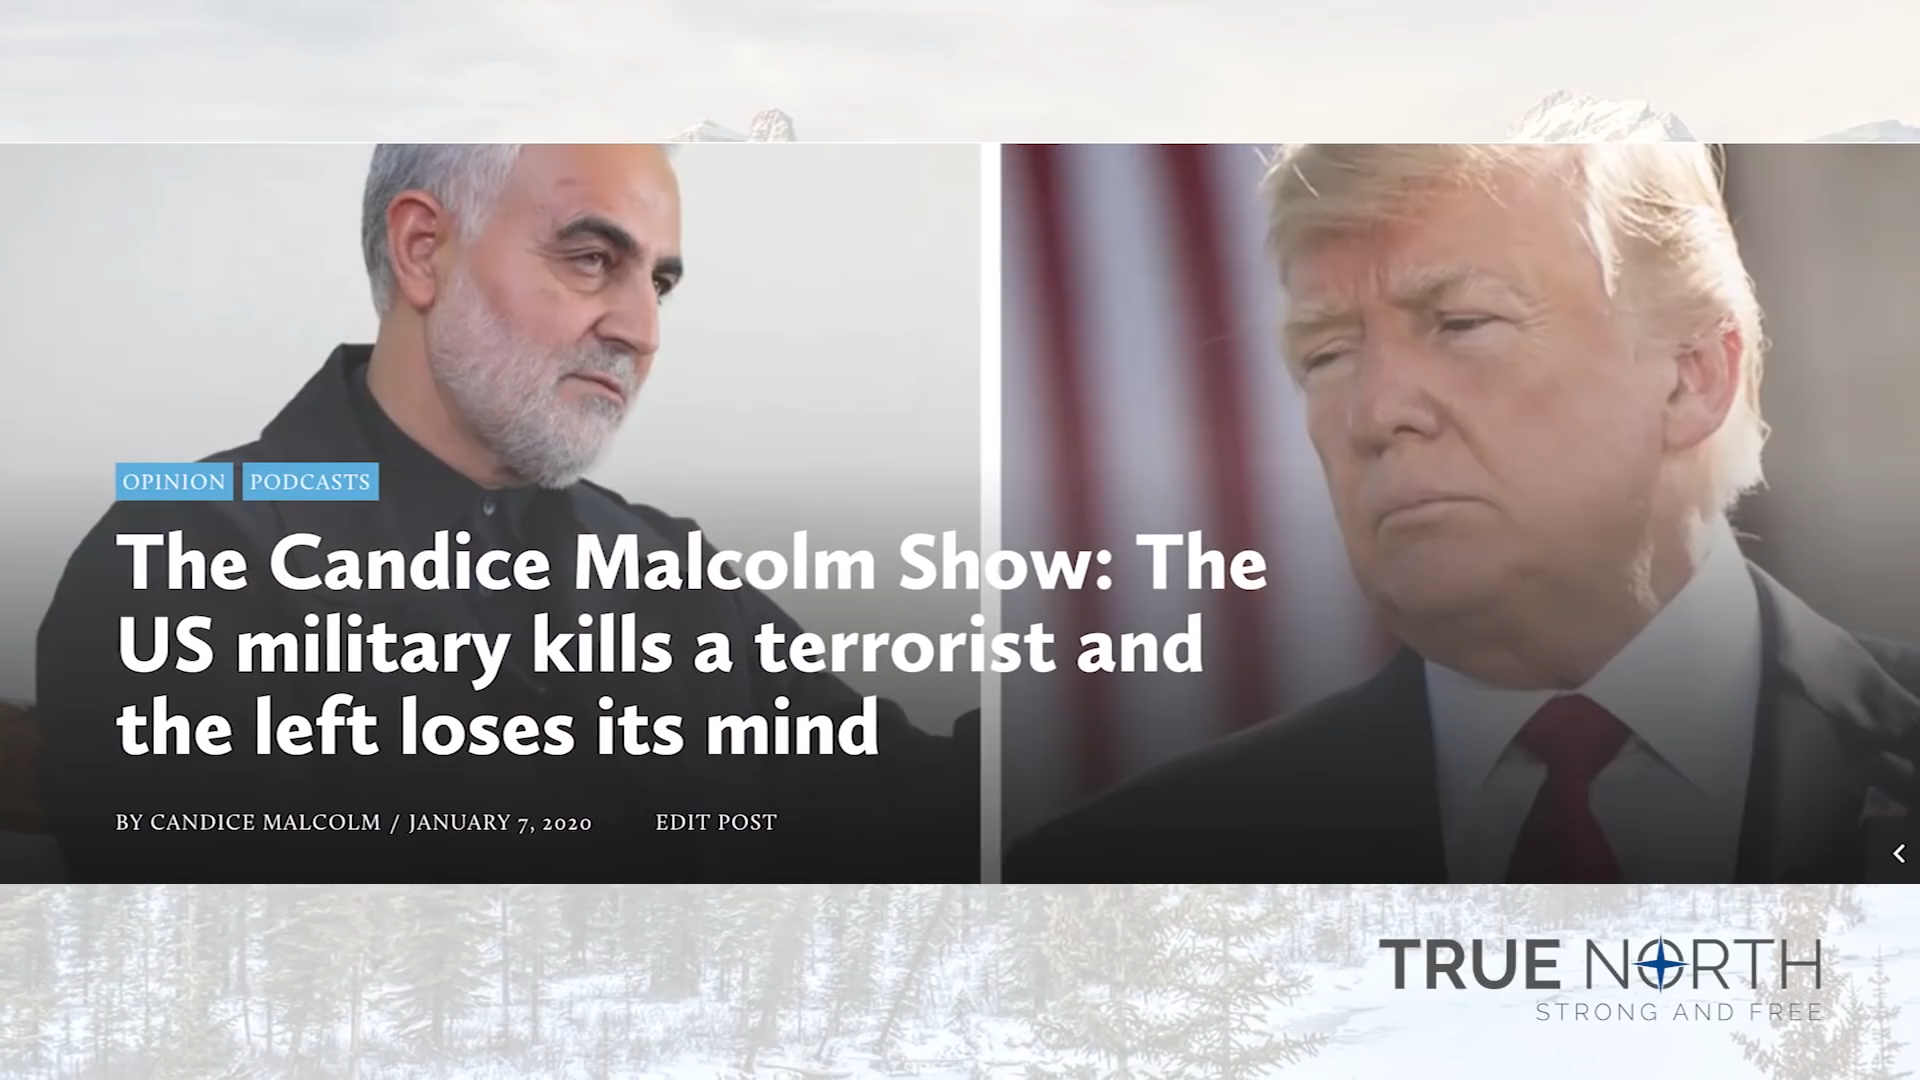 OPINION PODCASTS
The Candice Malcolm Show: The
US military kills a terrorist and
the left loses its mind
BY CANDICE MALCOLM / JANUARY 7, 2020 EDIT POST
TRUE NORTH
STRONG AND FREE